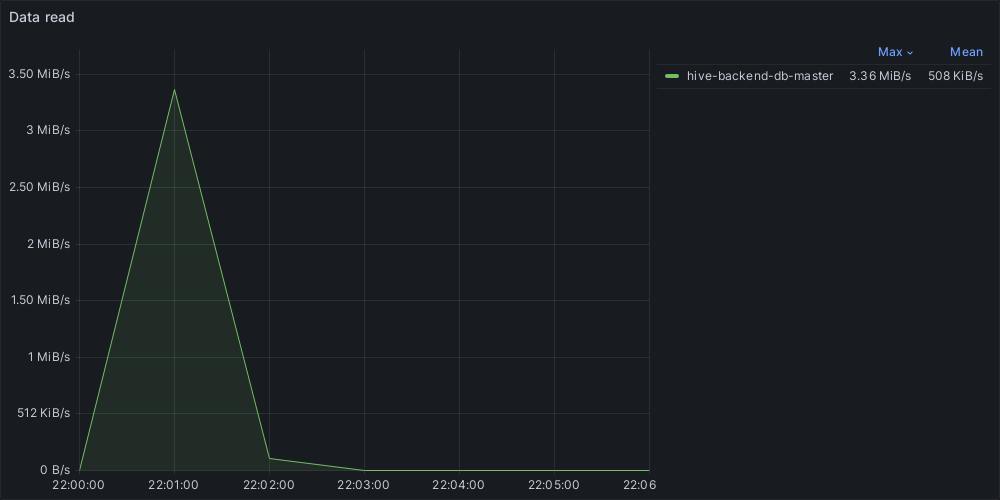 Data read
Max Mean
hive-backend-db-master 3.36 MiB/s 508 KiB/s
3.50 MiB/s
3 MiB/s
2.50 MiB/s
2 MiB/s
1.50 MiB/s
1 MiB/s
512 KiB/s
0 B/s
22:00:00 22:01:00 22:02:00 22:03:00 22:04:00 22:05:00 22:06